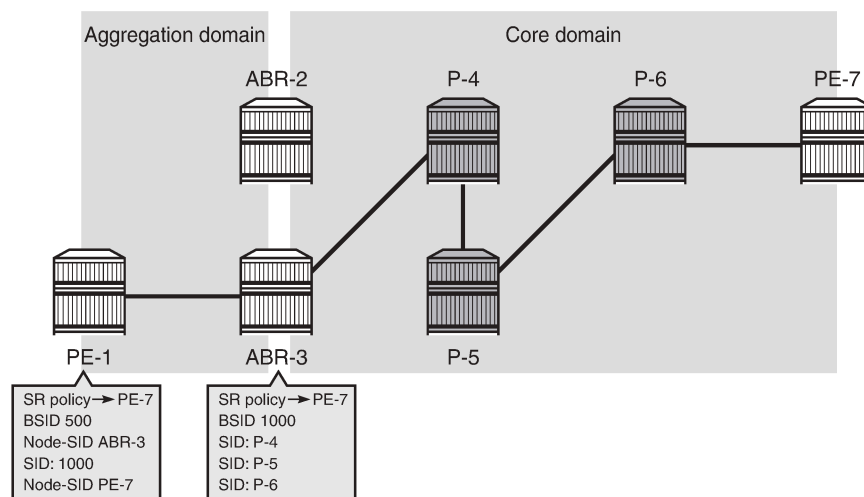 Aggregation domain
Core domain
ABR-2
P-4
P-6
PE-7
PE-1
ABR-3
P-5
SR policy→PE-7
BSID 500
Node-SID ABR-3
SID: 1000
Node-SID PE-7
SR policy→PE-7
BSID 1000
SID: P-4
SID: P-5
SID: P-6